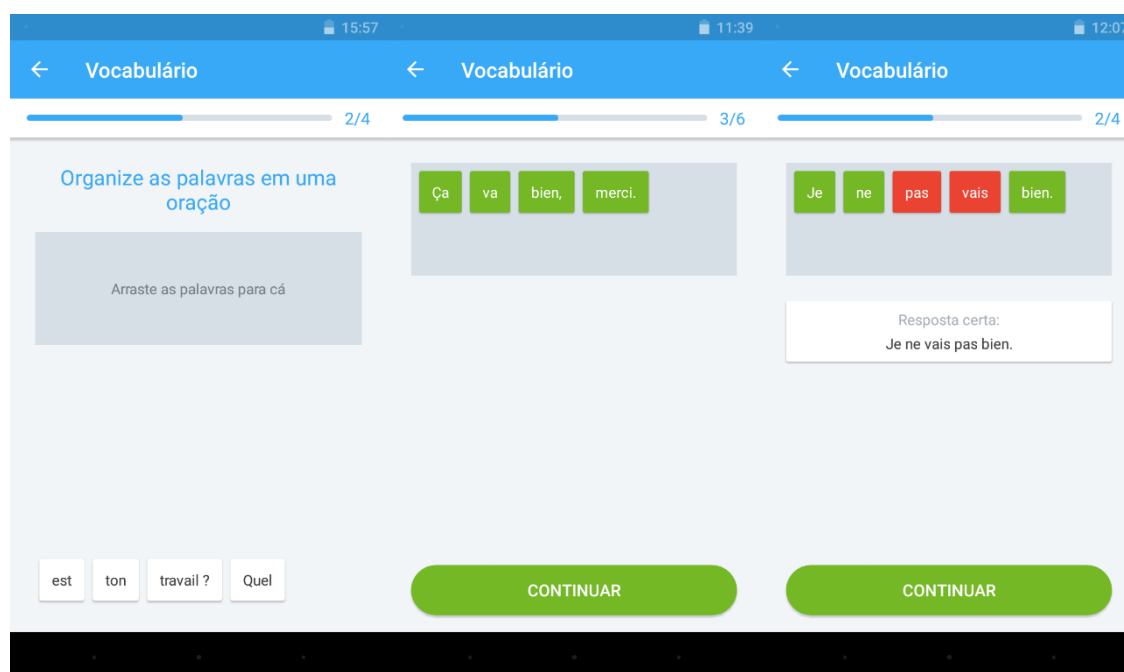 15:57
Vocabulário
2/4
Organize as palavras em uma
oração
Arraste as palavras para cá
est ton travail ? Quel
11:39
Vocabulário
3/6
Ça va bien, merci.
CONTINUAR
12:07
Vocabulário
2/4
Je ne pas vais bien.
Resposta certa:
Je ne vais pas bien.
CONTINUAR